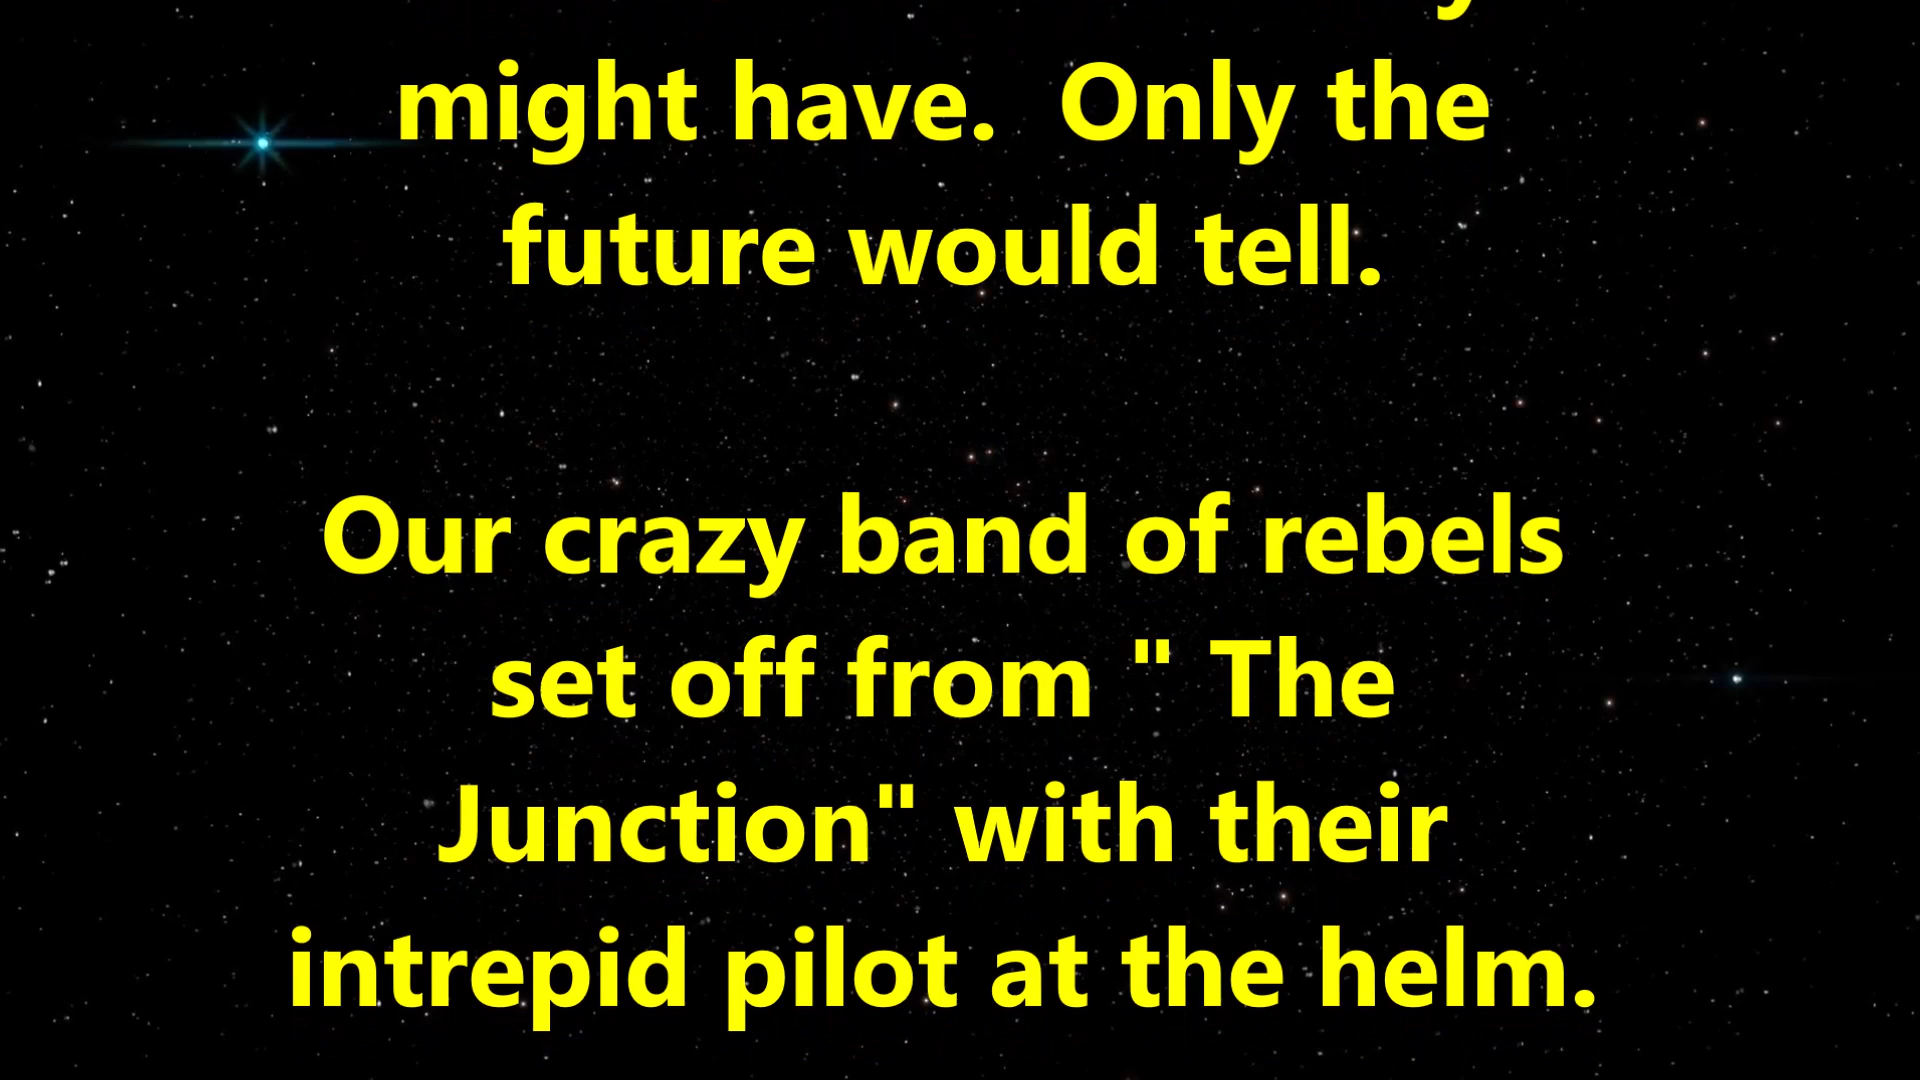 might have.  Only the
future would tell.
Our crazy band of rebels
set off from " The
Junction" with their
intrepid pilot at the helm.